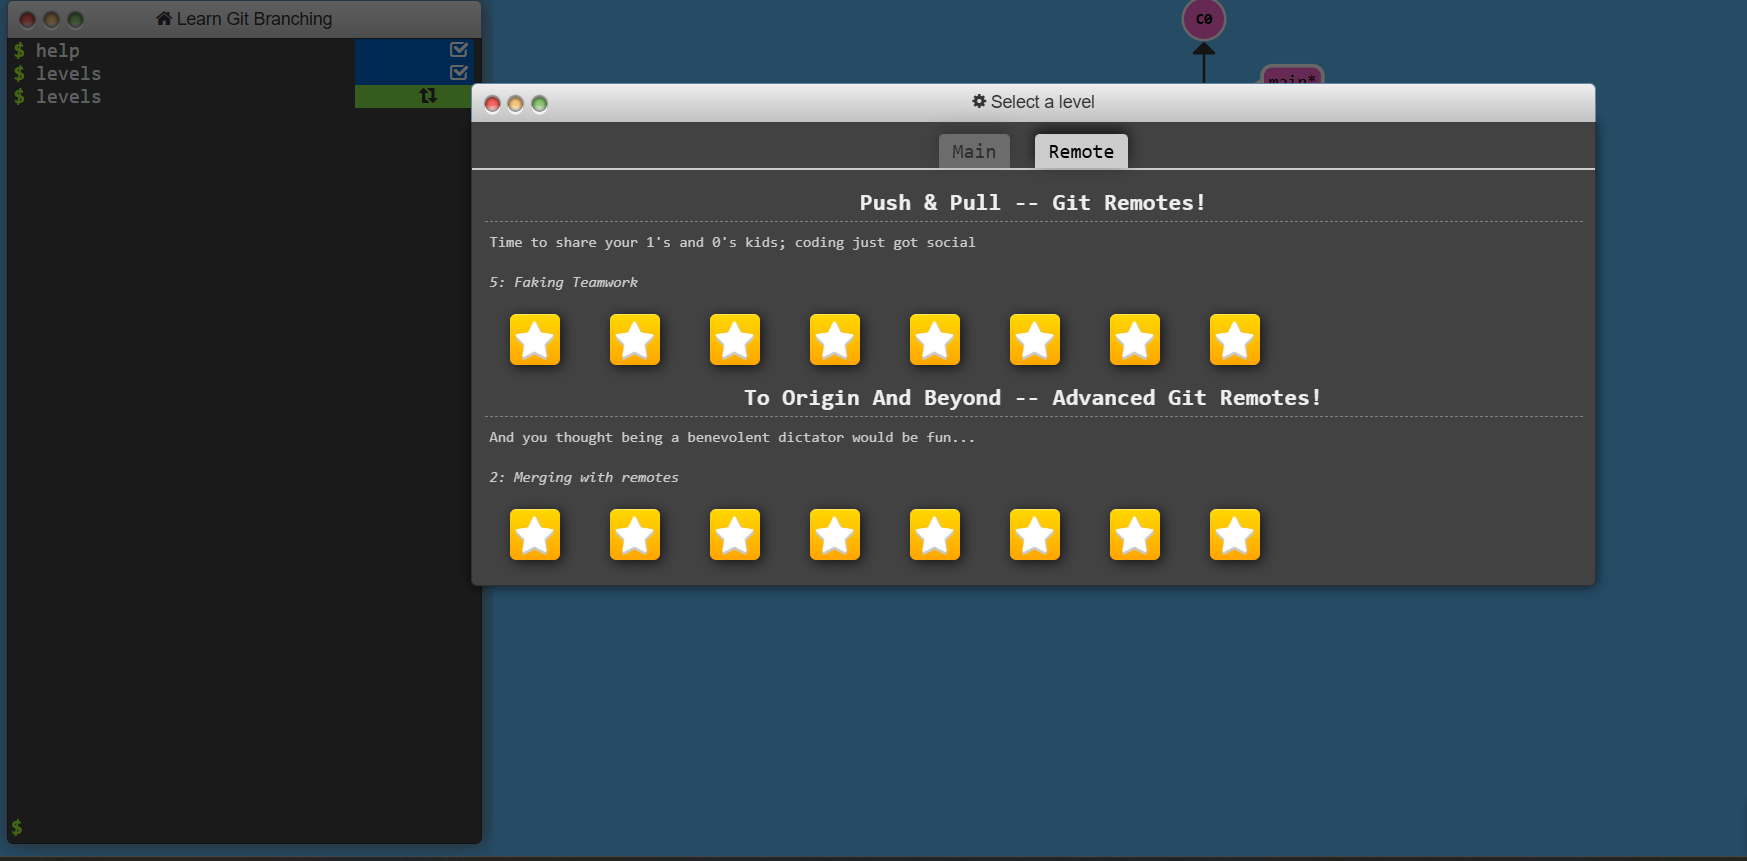 Learn Git Branching
$ help
$ levels
$ levels
$
C0
main*
Select a level
Main
Remote
Push & Pull -- Git Remotes!
Time to share your 1's and 0's kids; coding just got social
5: Faking Teamwork
To Origin And Beyond -- Advanced Git Remotes!
And you thought being a benevolent dictator would be fun...
2: Merging with remotes